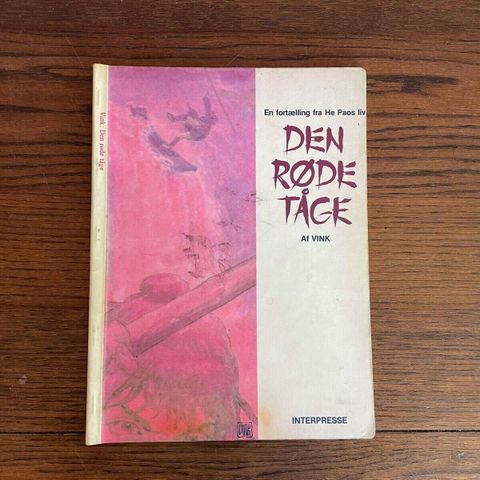 En fortælling fra He Paos liv
DEN
RØDE
TÅGE
Af VINK
INTERPRESSE
Vink: Den røde tåge